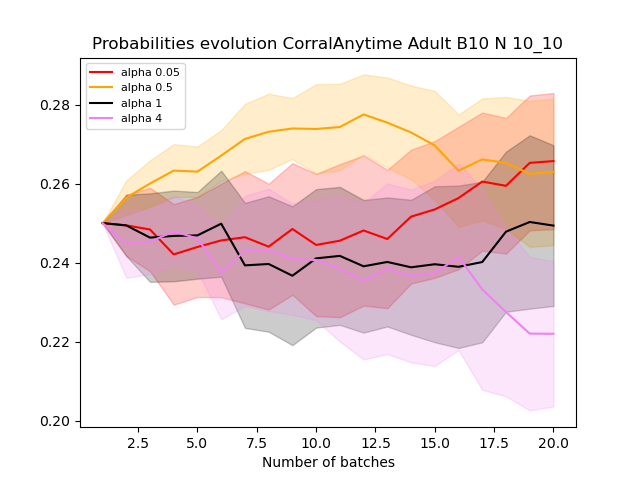 Probabilities evolution CorralAnytime Adult B10 N 10_10
alpha 0.05
alpha 0.5
alpha 1
alpha 4
0.28
0.26
0.24
0.22
0.20
2.5 5.0 7.5 10.0 12.5 15.0 17.5 20.0
Number of batches